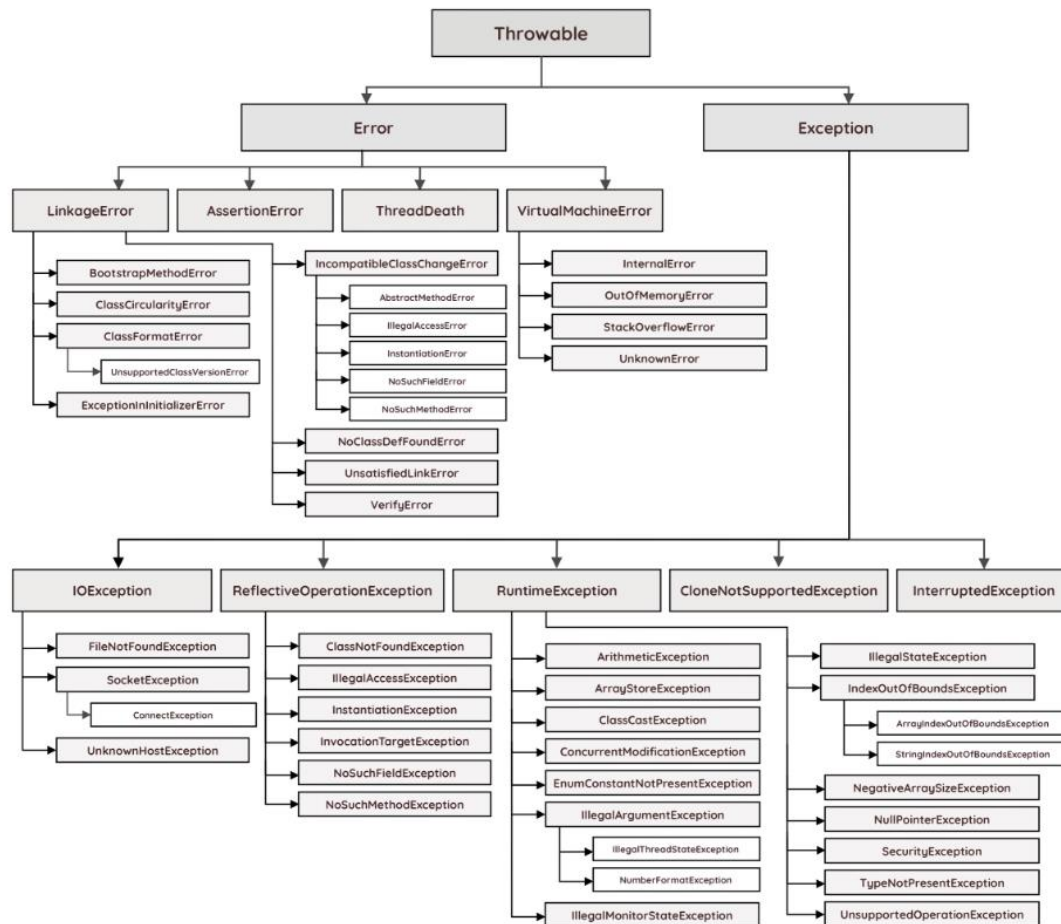 Throwable
Error
Exception
LinkageError
AssertionError
ThreadDeath
VirtualMachineError
BootstrapMethodError
ClassCircularityError
ClassFormatError
UnsupportedClassVersionError
ExceptionInInitializerError
IncompatibleClassChangeError
AbstractMethodError
IllegalAccessError
InstantiationError
NoSuchFieldError
NoSuchMethodError
NoClassDefFoundError
UnsatisfiedLinkError
VerifyError
InternalError
OutOfMemoryError
StackOverflowError
UnknownError
IOException
ReflectiveOperationException
RuntimeException
CloneNotSupportedException
InterruptedException
FileNotFoundException
SocketException
ConnectException
UnknownHostException
ClassNotFoundException
IllegalAccessException
InstantiationException
InvocationTargetException
NoSuchFieldException
NoSuchMethodException
ArithmeticException
ArrayStoreException
ClassCastException
ConcurrentModificationException
EnumConstantNotPresentException
IllegalArgumentException
IllegalThreadStateException
NumberFormatException
IllegalMonitorStateException
IllegalStateException
IndexOutOfBoundsException
ArrayIndexOutOfBoundsException
StringIndexOutOfBoundsException
NegativeArraySizeException
NullPointerException
SecurityException
TypeNotPresentException
UnsupportedOperationException